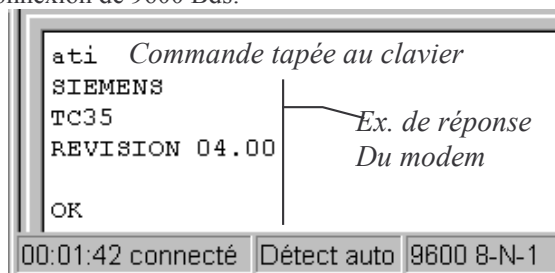 onnexion de 9600 Bds.
ati Commande tapée au clavier
SIEMENS
TC35
REVISION 04.00
Ex. de réponse
Du modem
OK
00:01:42 connecté Détect auto 9600 8-N-1